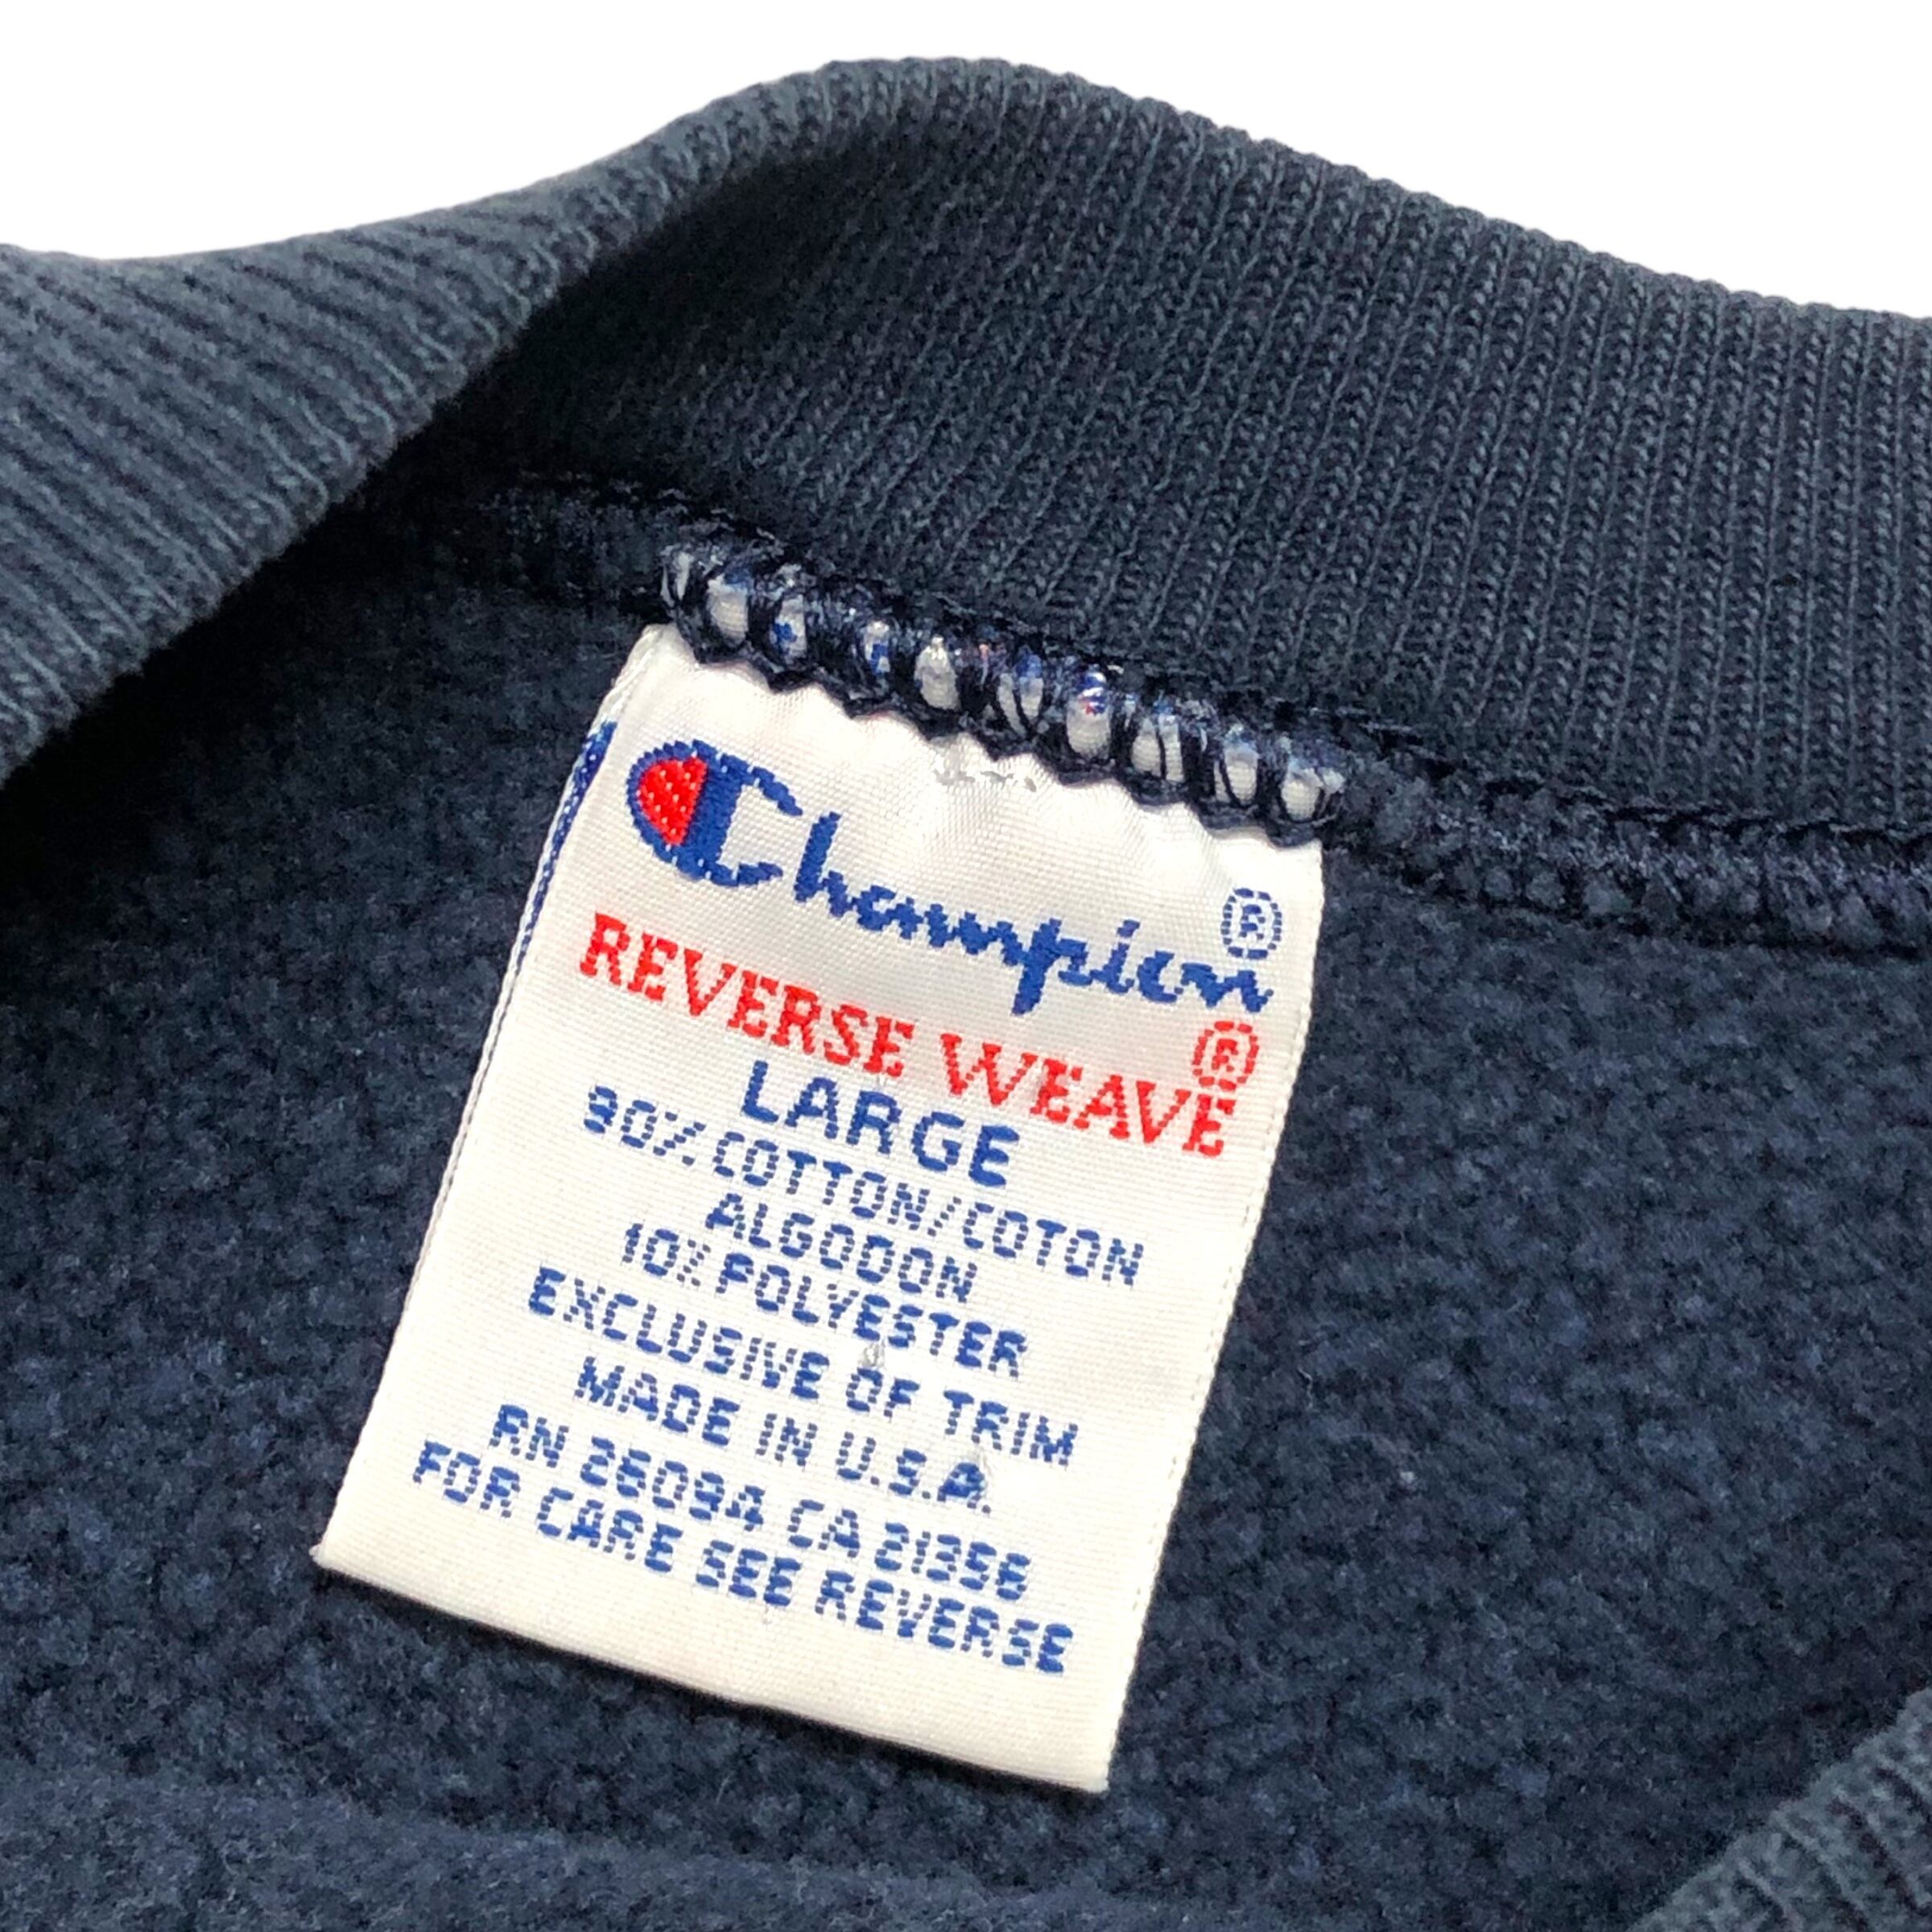 Champion®
REVERSE WEAVE®
LARGE
90% COTTON/COTON
ALGODON
10% POLYESTER
EXCLUSIVE OF TRIM
MADE IN U.S.A.
RN 26094 CA 21356
FOR CARE SEE REVERSE